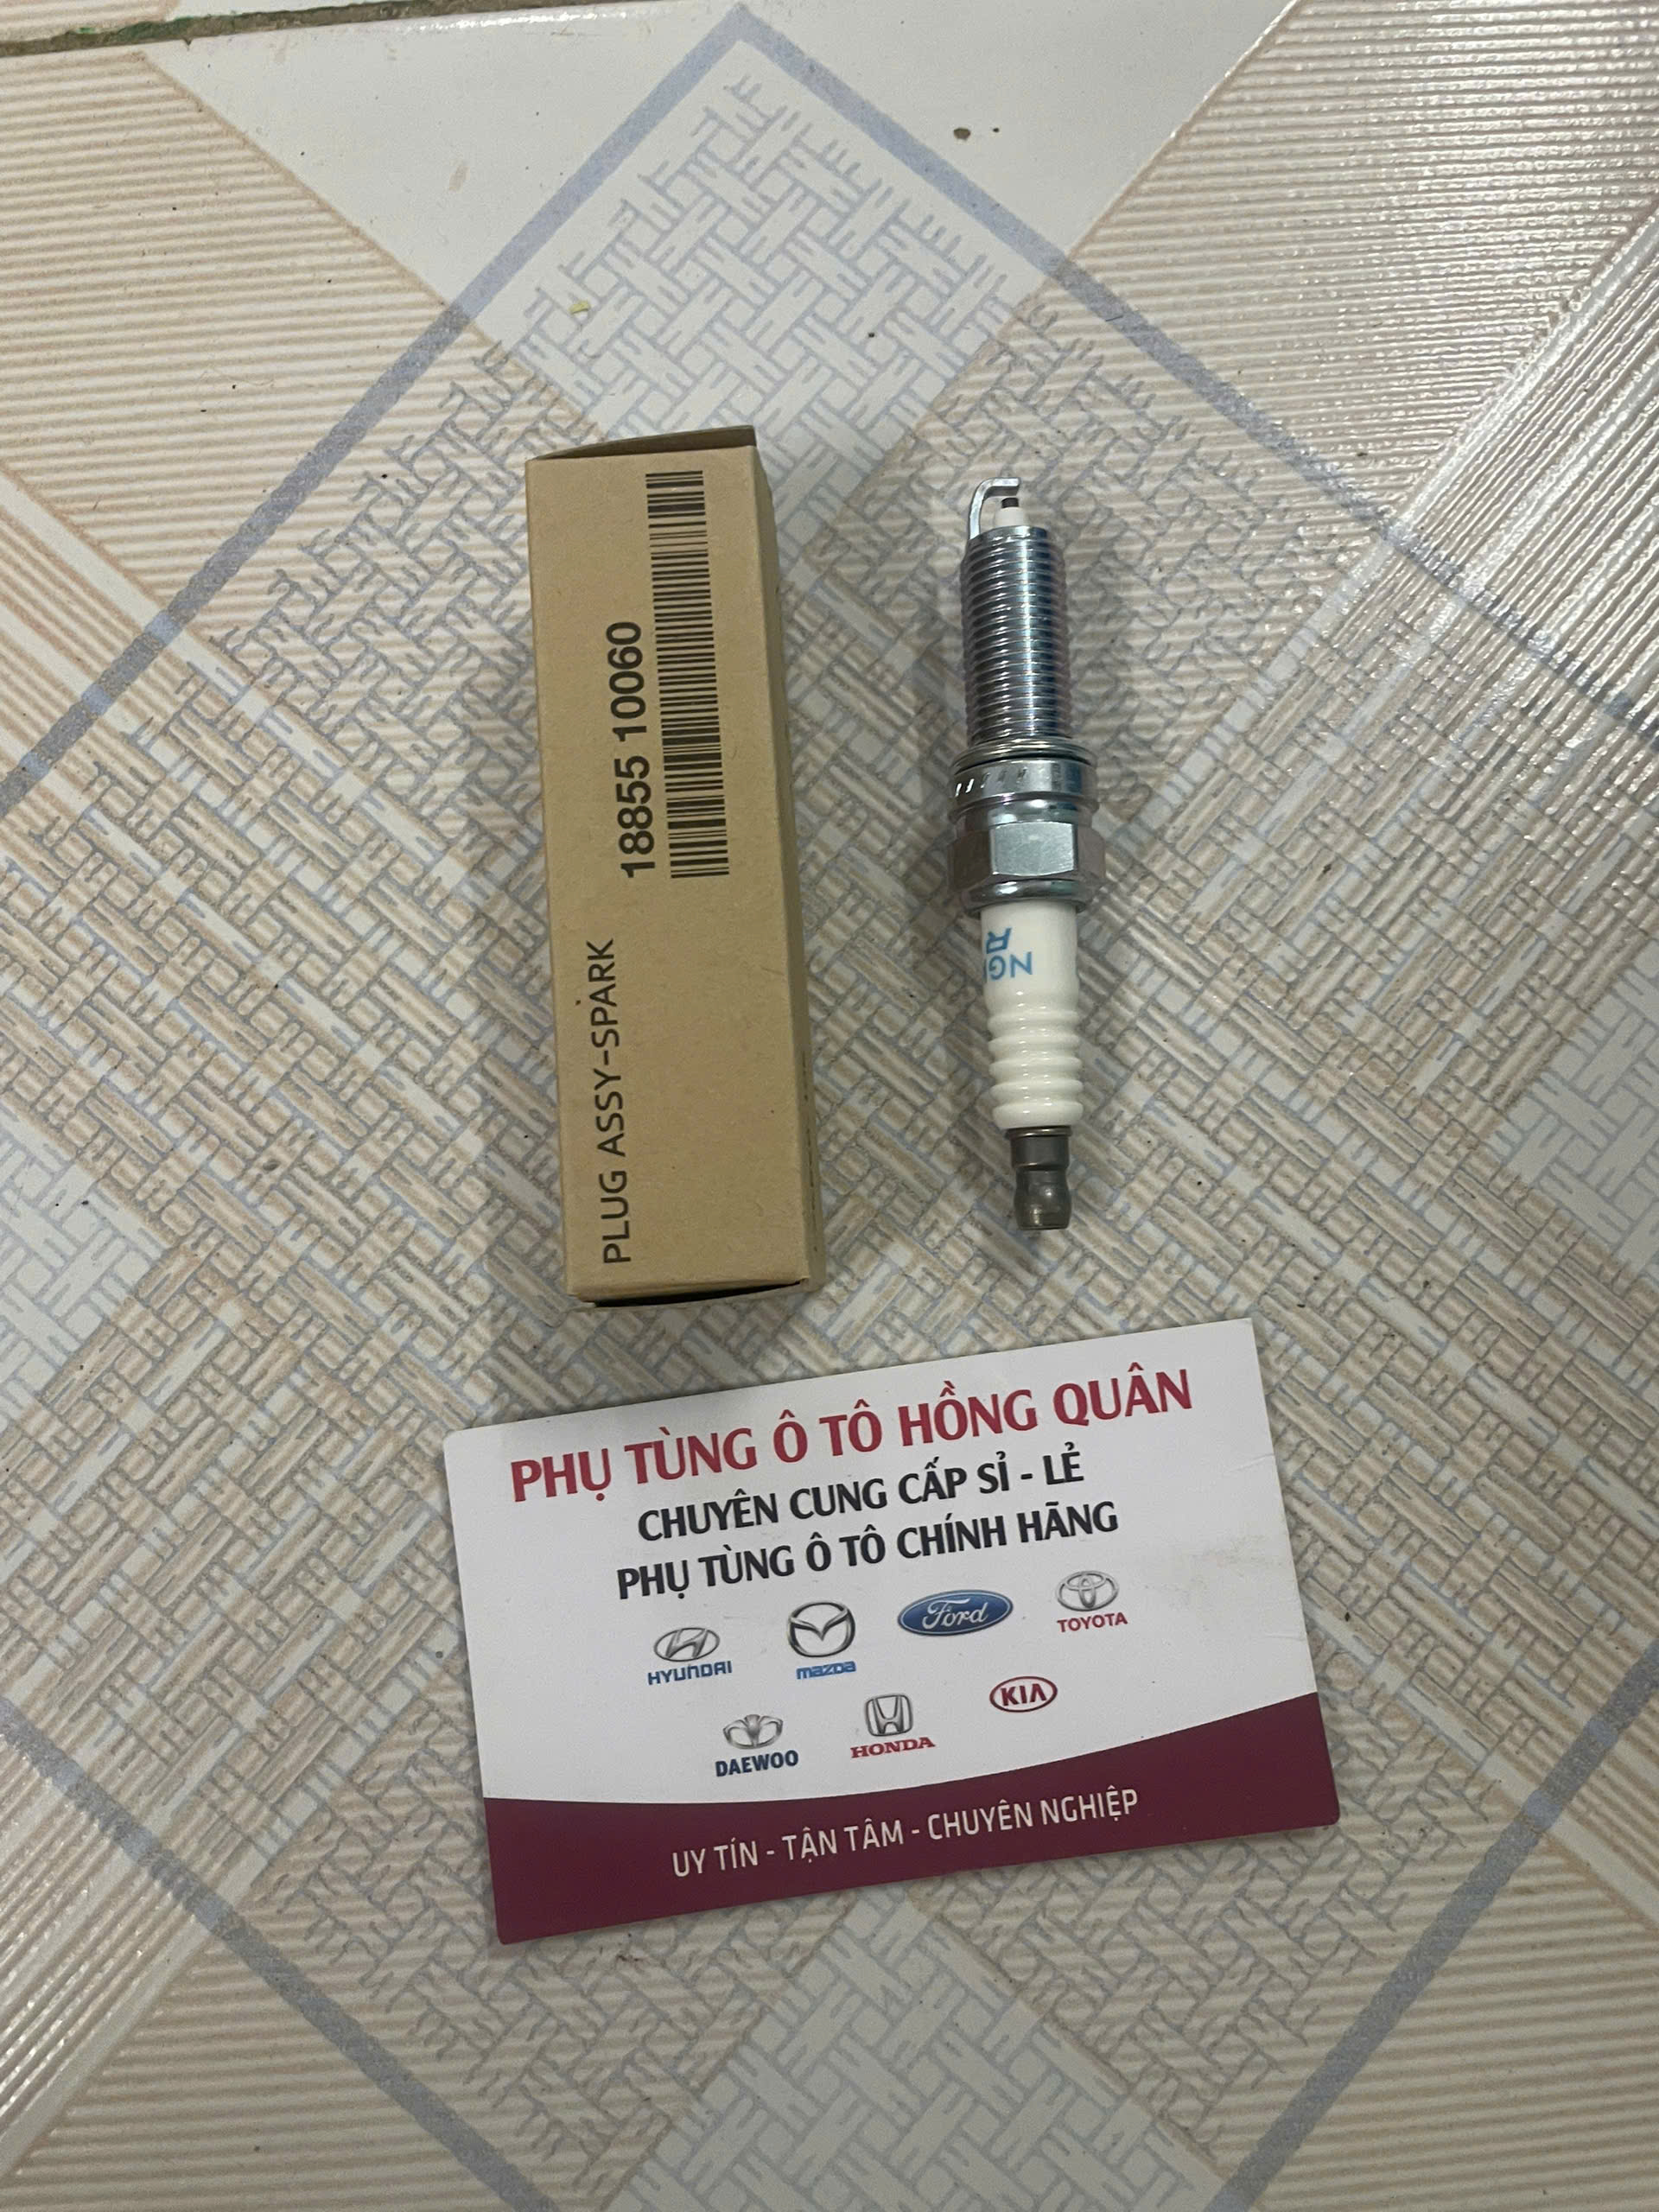 PLUG ASSY-SPARK
18855 10060
NG
R
PHỤ TÙNG Ô TÔ HỒNG QUÂN
CHUYÊN CUNG CẤP SỈ - LẺ
PHỤ TÙNG Ô TÔ CHÍNH HÃNG
HYUNDAI
mazda
Ford
TOYOTA
DAEWOO
HONDA
KIA
UY TÍN - TẬN TÂM - CHUYÊN NGHIỆP